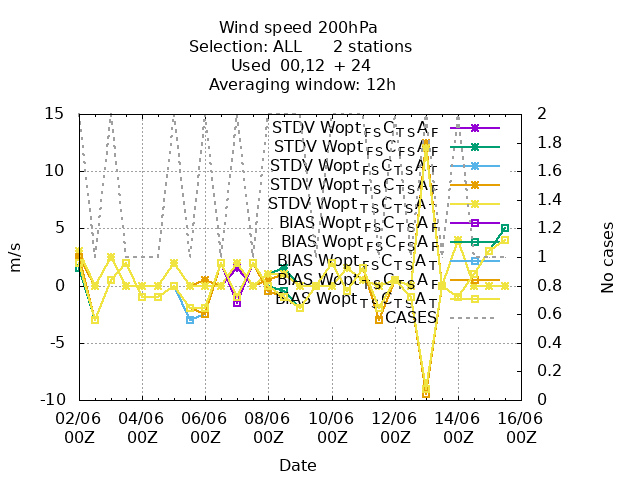 Wind speed 200hPa
Selection: ALL 2 stations
Used 00,12 + 24
Averaging window: 12h
STDV Wopt FS C TS A F
STDV Wopt FS C FS A F
STDV Wopt FS C TS A T
STDV Wopt TS C TS A F
STDV Wopt TS C TS A T
BIAS Wopt FS C TS A F
BIAS Wopt FS C FS A F
BIAS Wopt FS C TS A T
BIAS Wopt TS C TS A F
BIAS Wopt TS C TS A T
CASES
m/s
15
10
5
0
-5
-10
2
1.8
1.6
1.4
1.2
1
0.8
0.6
0.4
0.2
0
No cases
02/06 04/06 06/06 08/06 10/06 12/06 14/06 16/06
00Z 00Z 00Z 00Z 00Z 00Z 00Z 00Z
Date